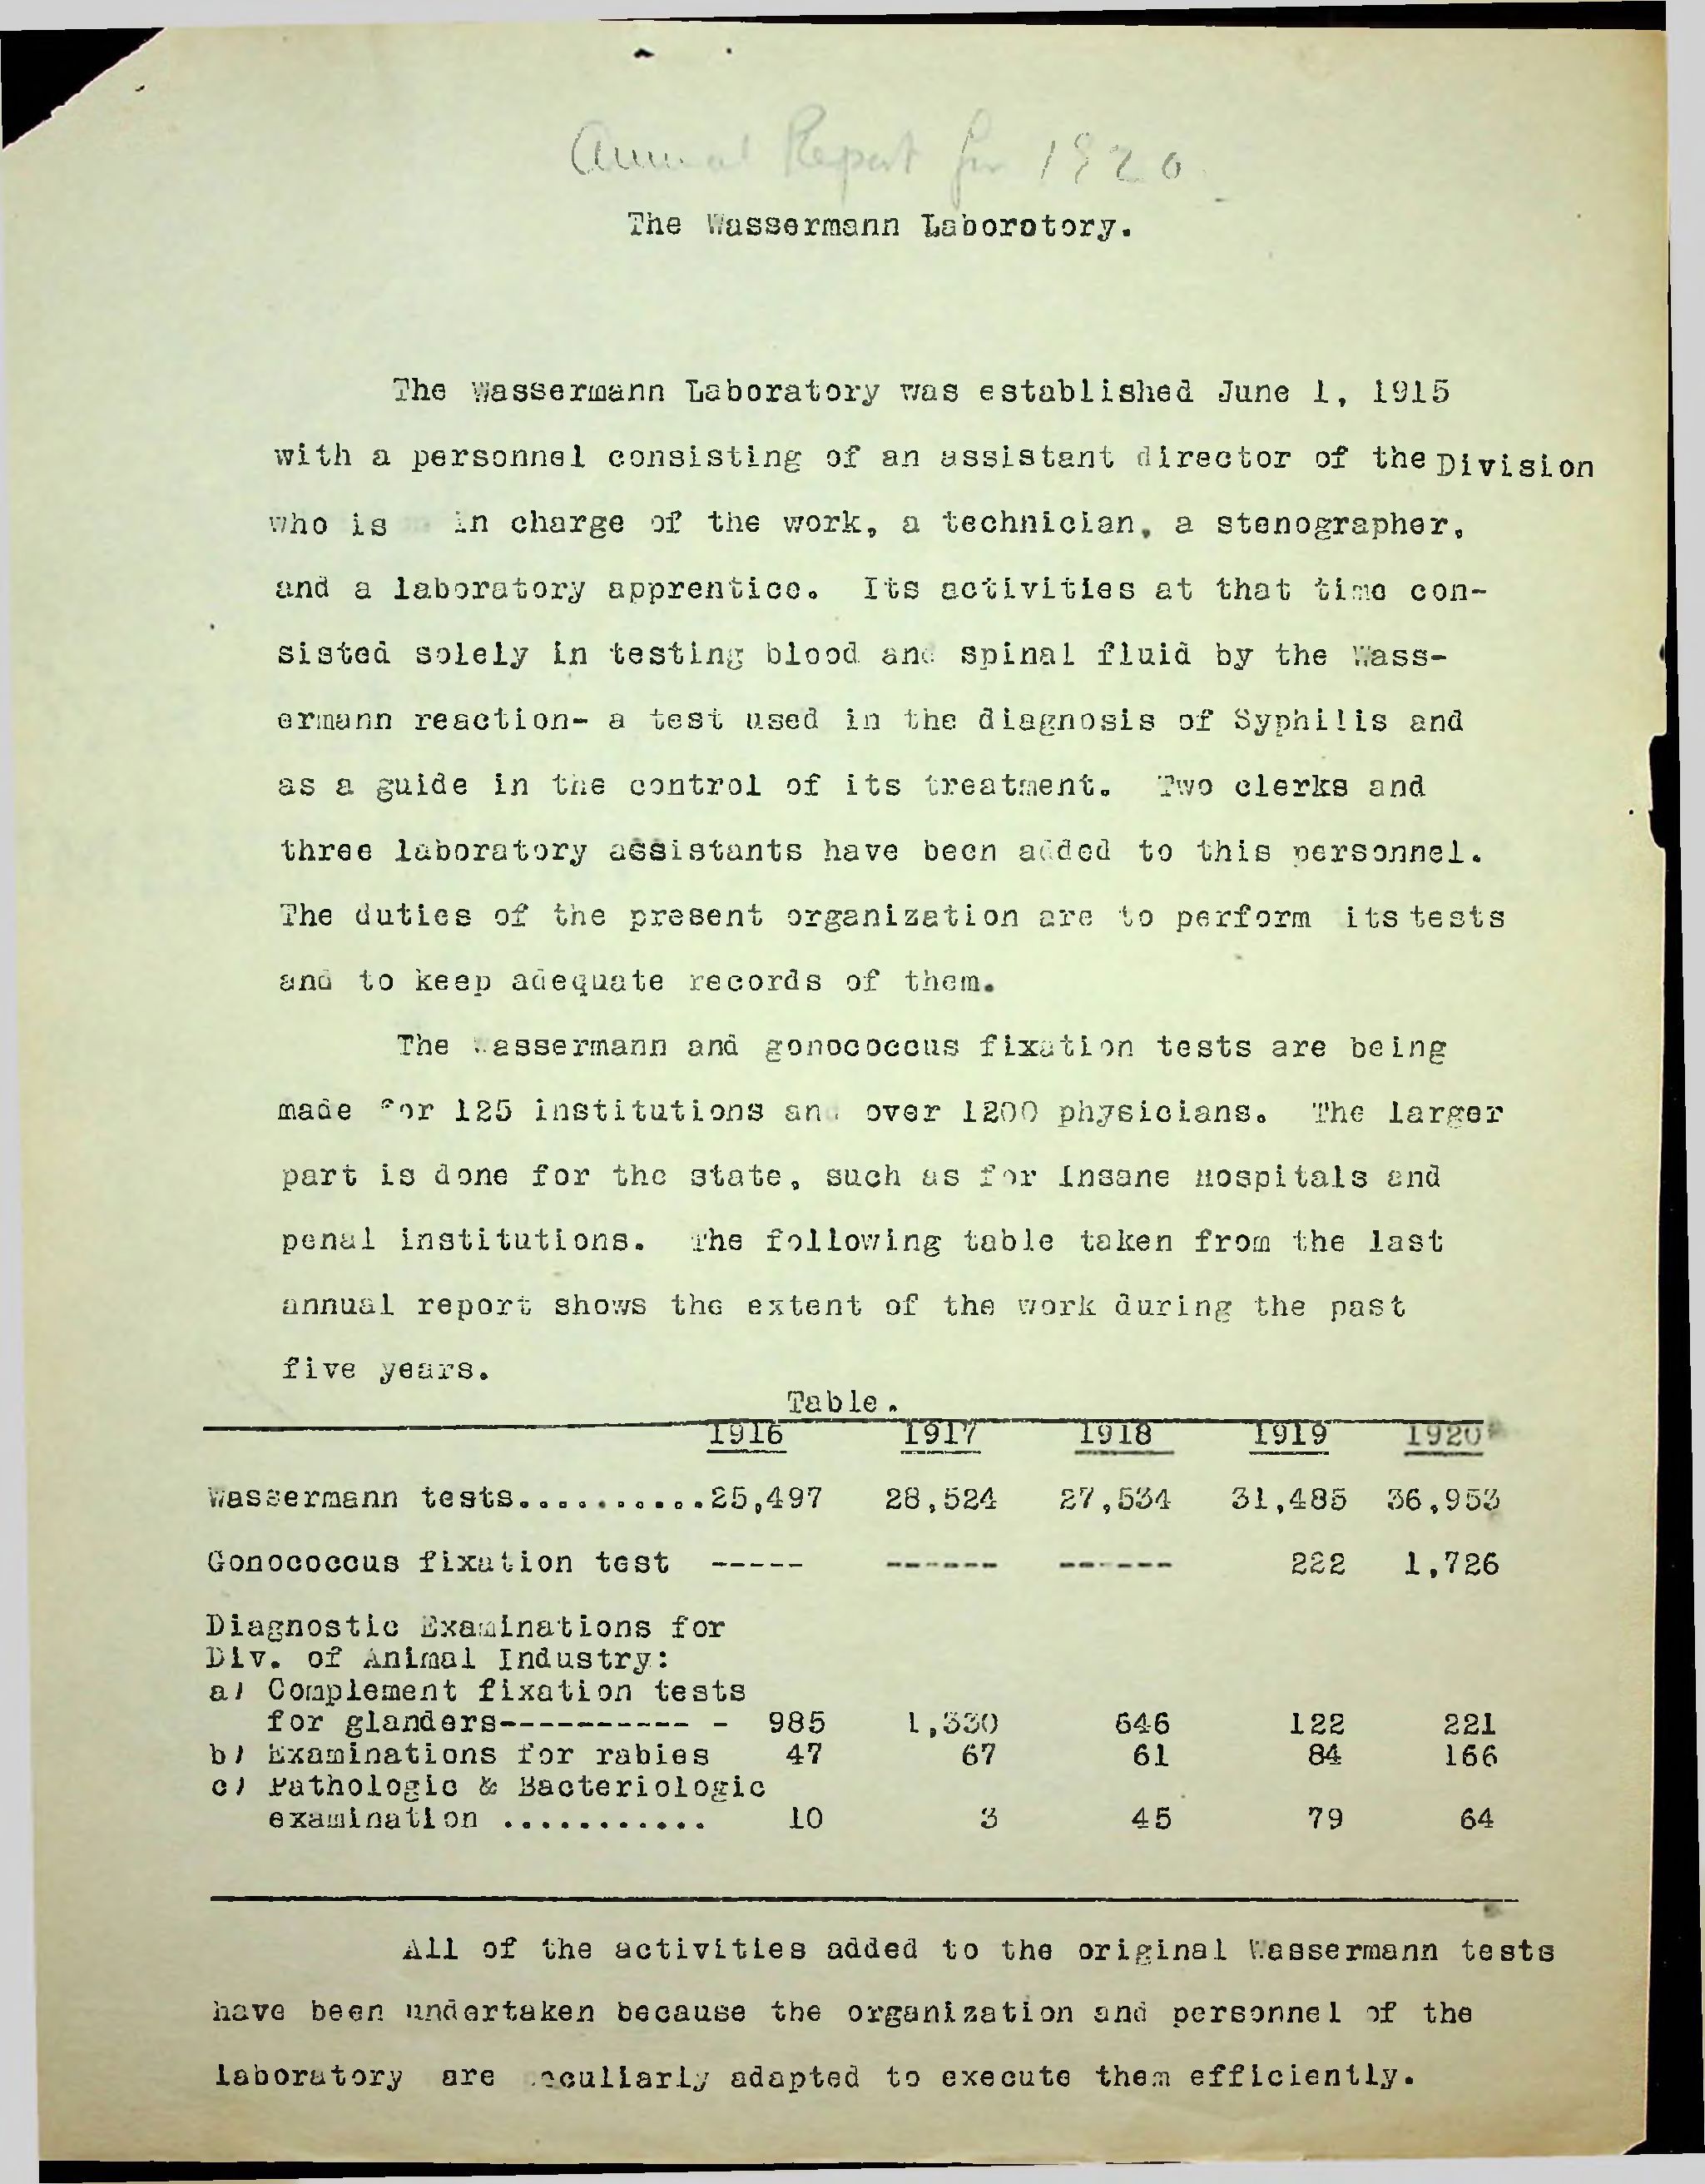 Annual Report for 1920
The Wassermann Laborotory.
The Wassermann Laboratory was established June 1, 1915
with a personnel consisting of an assistant director of the Division
who is in charge of the work, a technician, a stenographer,
and a laboratory apprentice. Its activities at that time con-
sisted solely in testing blood and spinal fluid by the Wass-
ermann reaction- a test used in the diagnosis of Syphilis and
as a guide in the control of its treatment. Two clerks and
three laboratory assistants have been added to this personnel.
The duties of the present organization are to perform its tests
and to keep adequate records of them.
The Wassermann and gonococcus fixation tests are being
made for 125 institutions and over 1200 physicians. The larger
part is done for the state, such as for Insane Hospitals and
penal institutions. The following table taken from the last
annual report shows the extent of the work during the past
five years.
Table.
1916 1917 1918 1919 1920*
Wassermann tests...........25,497 28,524 27,534 31,485 36,953
Gonococcus fixation test ----- ------ ------ 222 1,726
Diagnostic Examinations for
Div. of Animal Industry:
a) Complement fixation tests
for glanders---------- - 985 1,330 646 122 221
b) Examinations for rabies 47 67 61 84 166
c) Pathologic & Bacteriologic
examination ........... 10 3 45 79 64
All of the activities added to the original Wassermann tests
have been undertaken because the organization and personnel of the
laboratory are peculiarly adapted to execute them efficiently.